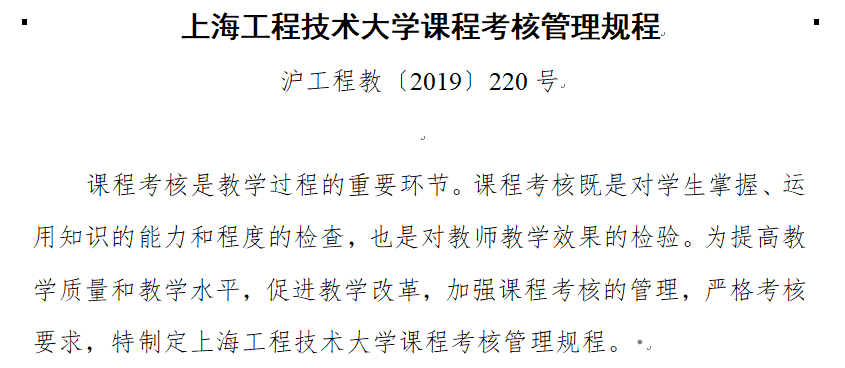 上海工程技术大学课程考核管理规程
沪工程教〔2019〕220 号
课程考核是教学过程的重要环节。课程考核既是对学生掌握、运
用知识的能力和程度的检查，也是对教师教学效果的检验。为提高教
学质量和教学水平，促进教学改革，加强课程考核的管理，严格考核
要求，特制定上海工程技术大学课程考核管理规程。